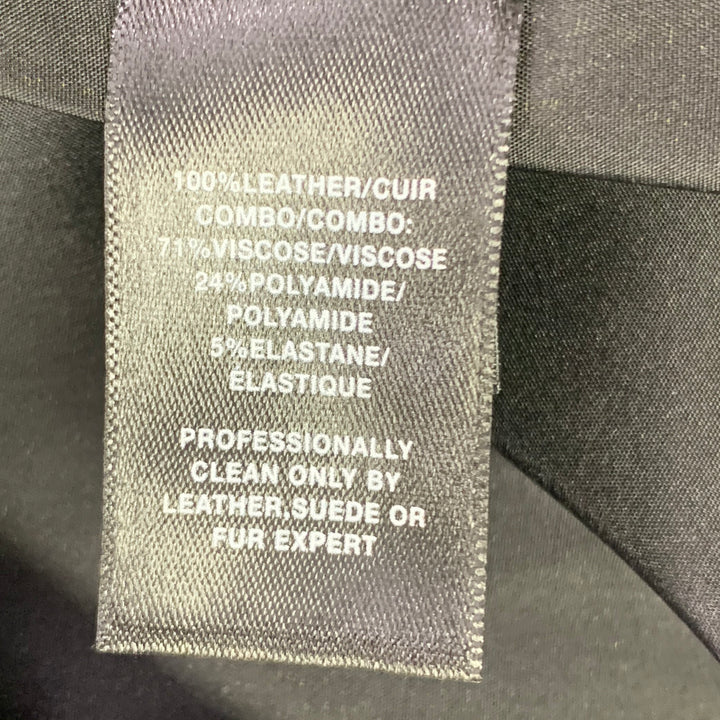 100%LEATHER/CUIR
COMBO/COMBO:
71%VISCOSE/VISCOSE
24%POLYAMIDE/
POLYAMIDE
5%ELASTANE/
ELASTIQUE
PROFESSIONALLY
CLEAN ONLY BY
LEATHER.SUEDE OR
FUR EXPERT